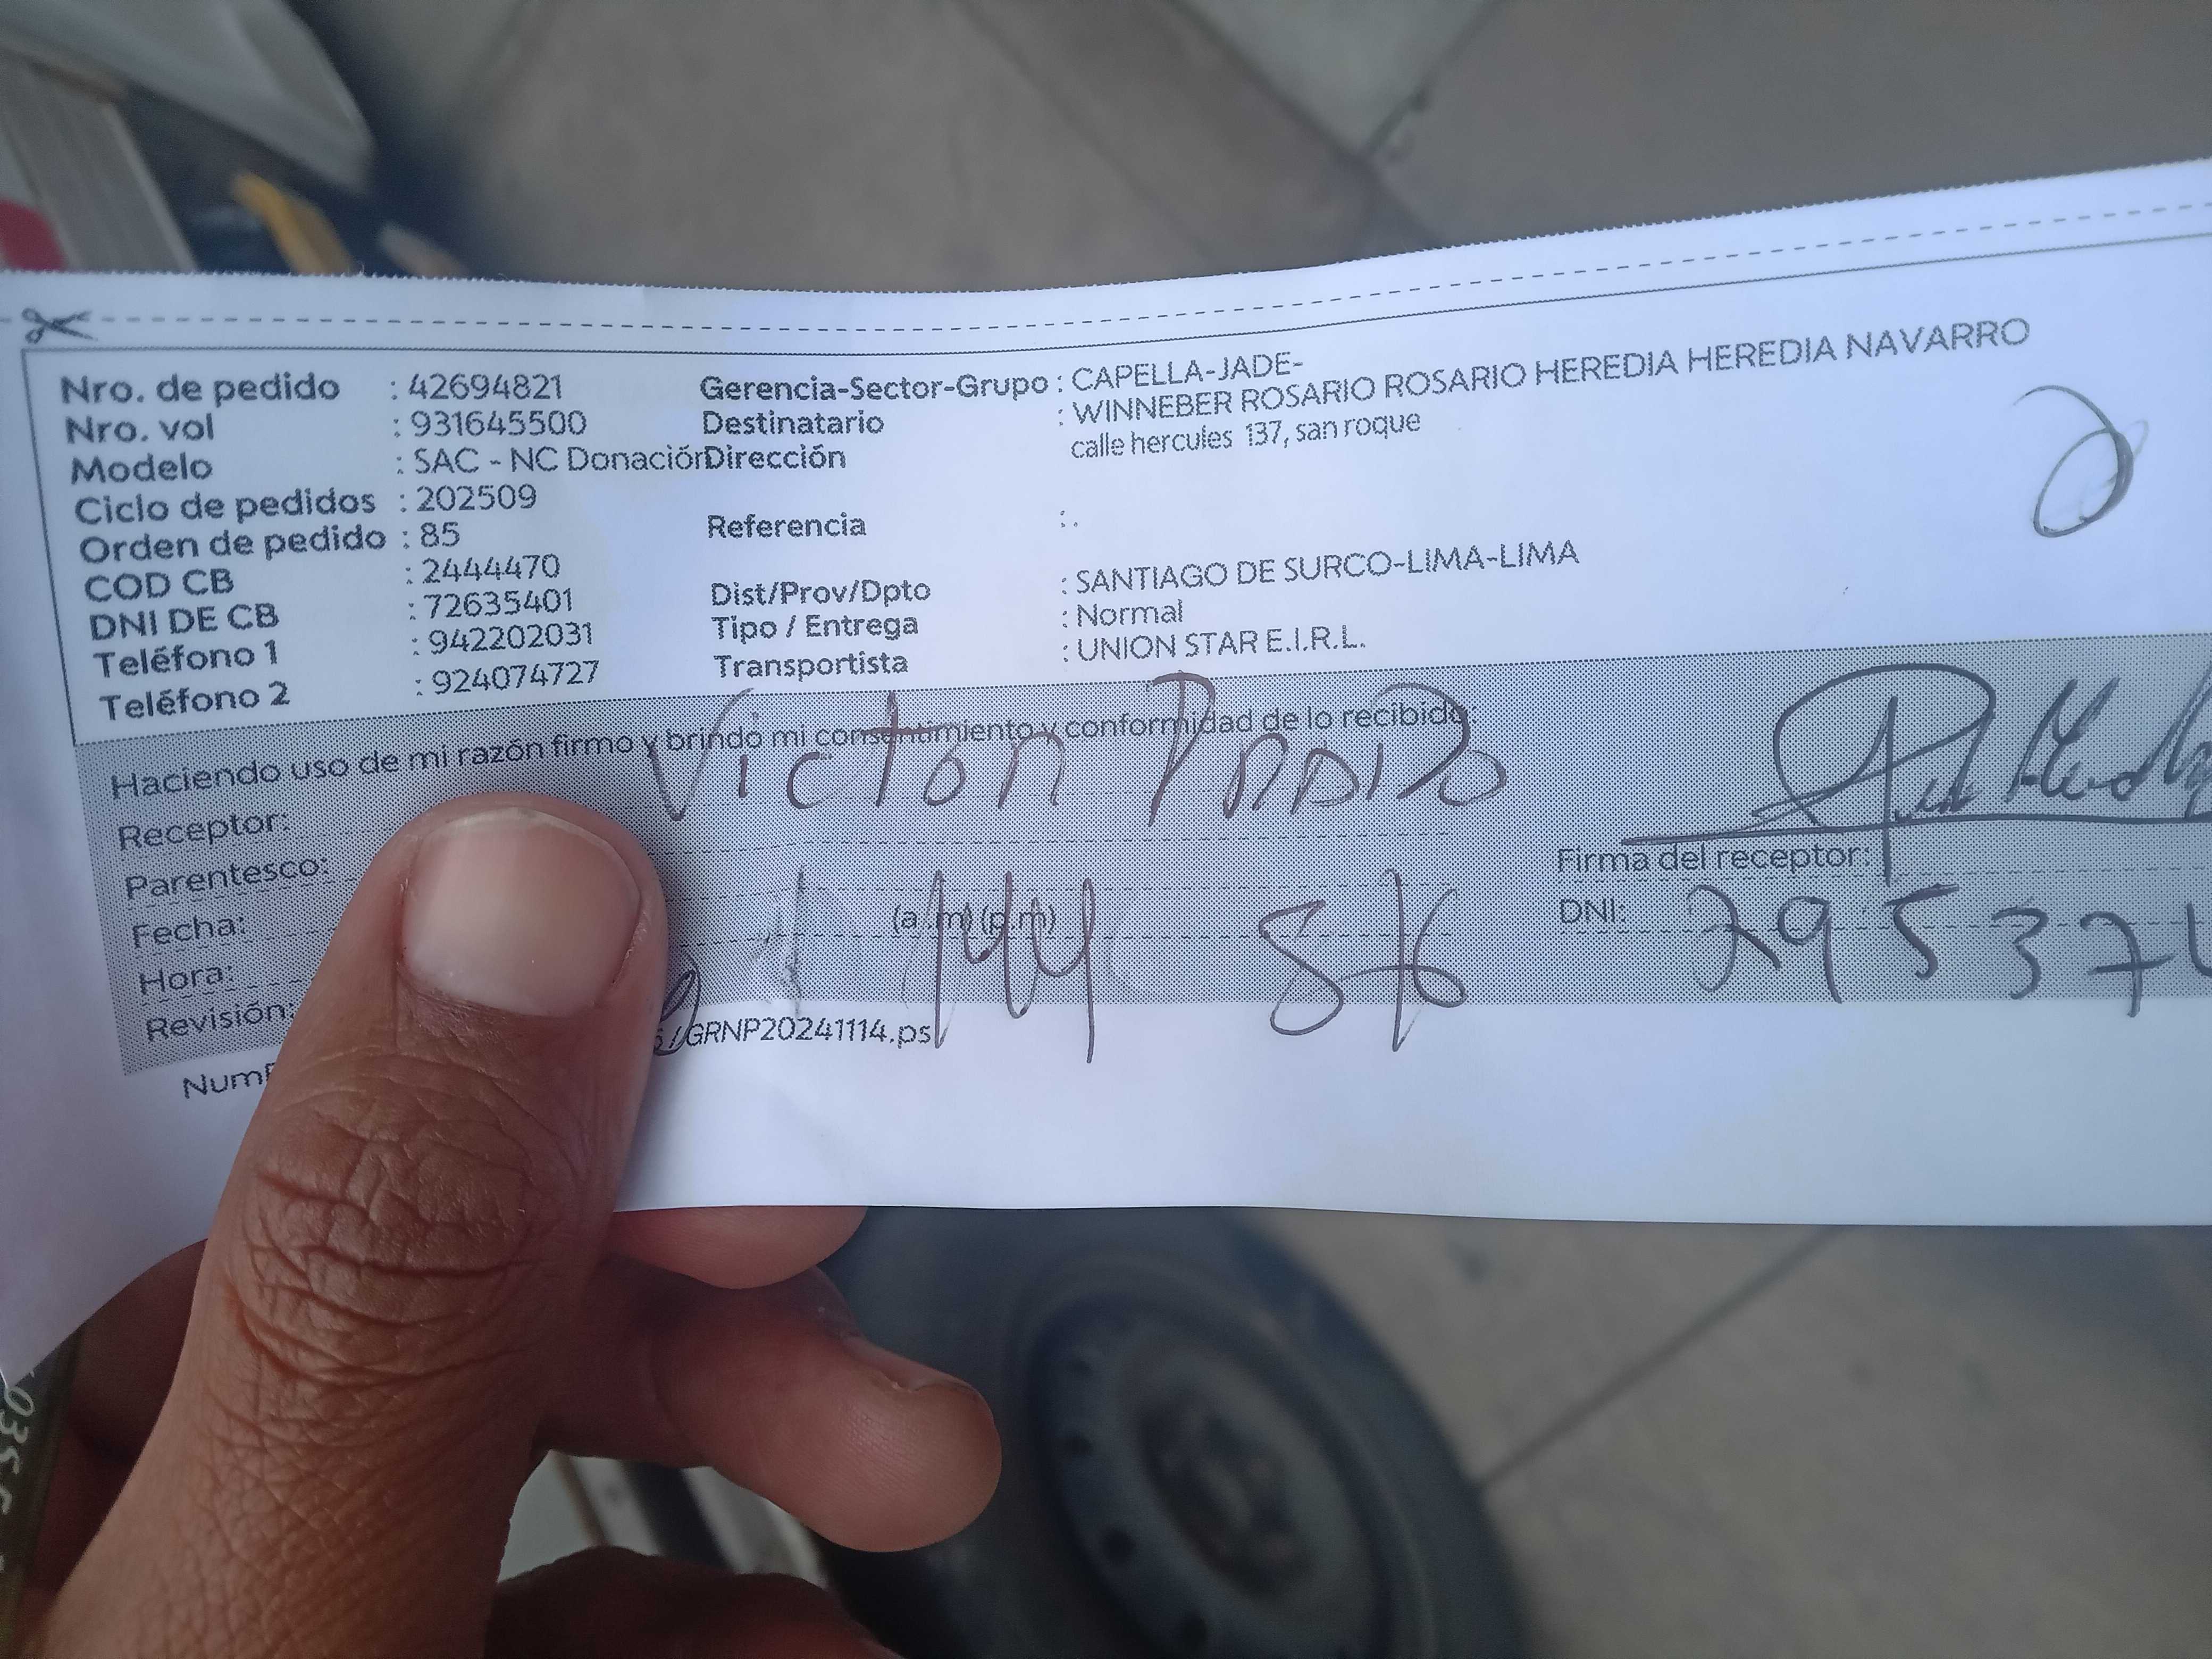 Nro. de pedido : 42694821
Nro. vol : 931645500
Modelo : SAC - NC Donación
Ciclo de pedidos : 202509
Orden de pedido : 85
COD CB : 2444470
DNI DE CB : 72635401
Teléfono 1 : 942202031
Teléfono 2 : 924074727
Gerencia-Sector-Grupo : CAPELLA-JADE-
Destinatario : WINNEBER ROSARIO ROSARIO HEREDIA HEREDIA NAVARRO
Dirección calle hercules 137, san roque
Referencia : .
Dist/Prov/Dpto : SANTIAGO DE SURCO-LIMA-LIMA
Tipo / Entrega : Normal
Transportista : UNION STAR E.I.R.L.
Haciendo uso de mi razón firmo y brindo mi consentimiento y conformidad de lo recibido:
Receptor: Victor Prado
Parentesco:
Fecha:
Hora: (a.m) (p.m)
Revisión:
Firma del receptor:
DNI: 795374
GRNP20241114.ps